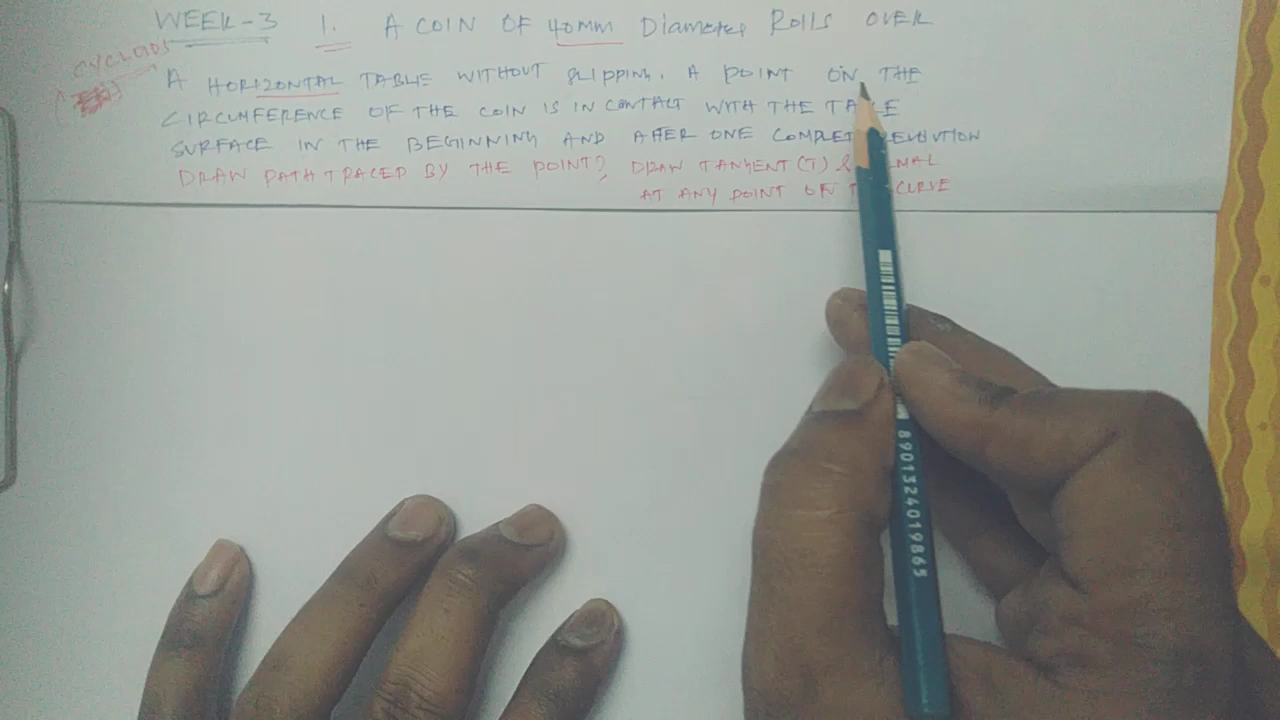 WEEK-3 1. A COIN OF 40MM Diameter Rolls OVER
CYCLOID
A HORIZONTAL TABLE WITHOUT SLIPPING. A POINT ON THE
CIRCUMFERENCE OF THE COIN IS IN CONTACT WITH THE
SURFACE IN THE BEGINNING AND AFTER ONE
DRAW PATH TRACED BY THE POINT? DRAW TANGENT(T) &
AT ANY POINT ON CURVE
8901324019865